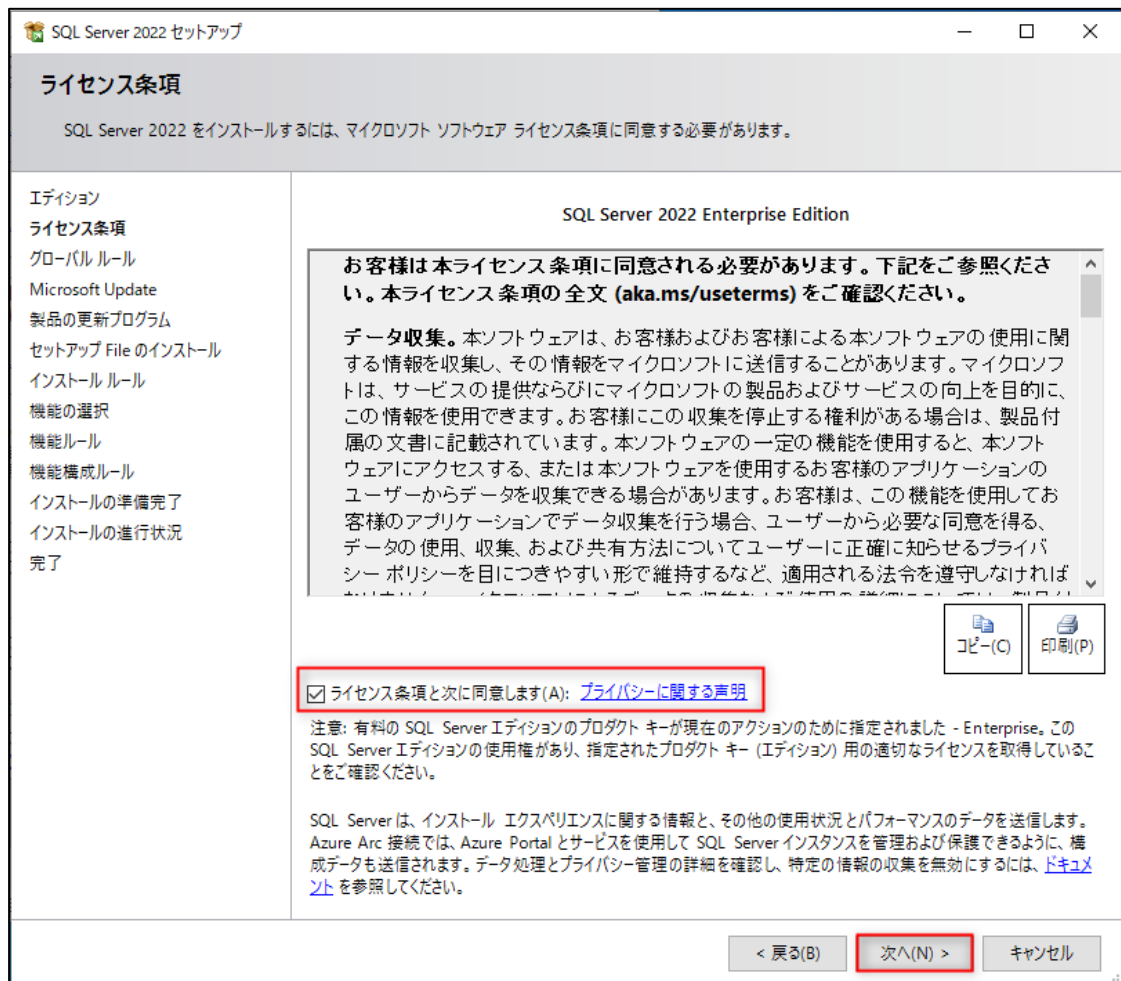 SQL Server 2022 セットアップ
ライセンス条項
SQL Server 2022 をインストールするには、マイクロソフト ソフトウェア ライセンス条項に同意する必要があります。
エディション
ライセンス条項
グローバル ルール
Microsoft Update
製品の更新プログラム
セットアップ File のインストール
インストール ルール
機能の選択
機能ルール
機能構成ルール
インストールの準備完了
インストールの進行状況
完了
SQL Server 2022 Enterprise Edition
お客様は本ライセンス条項に同意される必要があります。下記をご参照くださ
い。本ライセンス条項の全文 (aka.ms/useterms) をご確認ください。
データ収集。本ソフトウェアは、お客様およびお客様による本ソフトウェアの使用に関
する情報を収集し、その情報をマイクロソフトに送信することがあります。マイクロソフ
トは、サービスの提供ならびにマイクロソフトの製品およびサービスの向上を目的に、
この情報を使用できます。お客様にこの収集を停止する権利がある場合は、製品付
属の文書に記載されています。本ソフトウェアの一定の機能を使用すると、本ソフト
ウェアにアクセスする、または本ソフトウェアを使用するお客様のアプリケーションの
ユーザーからデータを収集できる場合があります。お客様は、この機能を使用してお
客様のアプリケーションでデータ収集を行う場合、ユーザーから必要な同意を得る、
データの使用、収集、および共有方法についてユーザーに正確に知らせるプライバ
シー ポリシーを目につきやすい形で維持するなど、適用される法令を遵守しなければ
コピー(C)
印刷(P)
ライセンス条項と次に同意します(A): プライバシーに関する声明
注意: 有料の SQL Server エディションのプロダクト キーが現在のアクションのために指定されました - Enterprise。この
SQL Server エディションの使用権があり、指定されたプロダクト キー (エディション) 用の適切なライセンスを取得しているこ
とをご確認ください。
SQL Server は、インストール エクスペリエンスに関する情報と、その他の使用状況とパフォーマンスのデータを送信します。
Azure Arc 接続では、Azure Portal とサービスを使用して SQL Server インスタンスを管理および保護できるように、構
成データも送信されます。データ処理とプライバシー管理の詳細を確認し、特定の情報の収集を無効にするには、ドキュメ
ント を参照してください。
< 戻る(B)
次へ(N) >
キャンセル